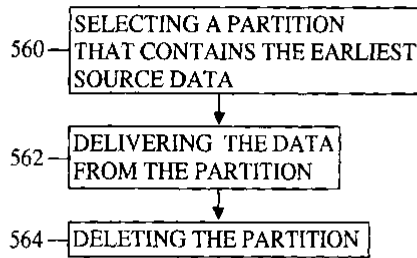 560
SELECTING A PARTITION
THAT CONTAINS THE EARLIEST
SOURCE DATA
562
DELIVERING THE DATA
FROM THE PARTITION
564
DELETING THE PARTITION